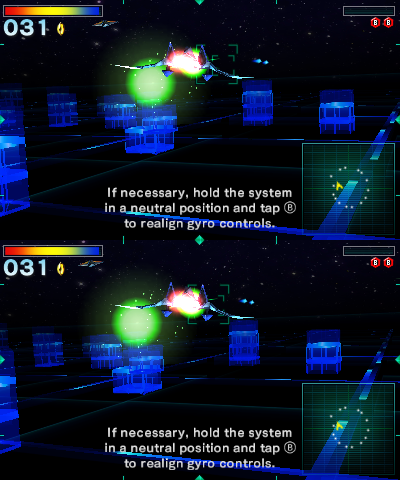 031
B B
If necessary, hold the system
in a neutral position and tap Ⓑ
to realign gyro controls.
031
B B
If necessary, hold the system
in a neutral position and tap Ⓑ
to realign gyro controls.